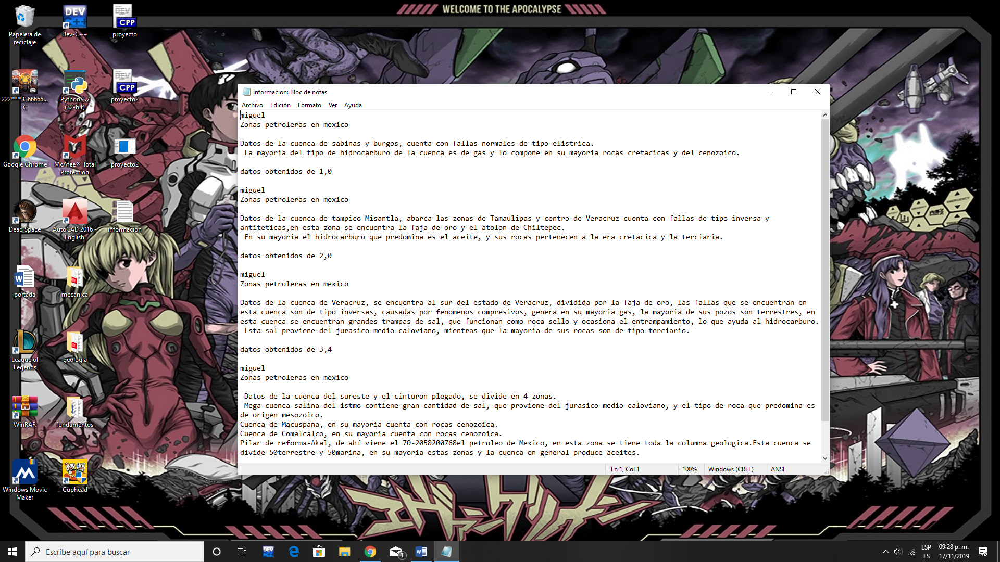 WELCOME TO THE APOCALYPSE
Papelera de
reciclaje
Dev-C++
proyecto
222ºººº3366666...
C
Python 3.7
(32-bit)
proyecto2
Google Chrome
McAfee® Total
Protection
proyecto2
Dead Space
AutoCAD 2016 -
English
informacion
portada
mecanica
League of
Legends
geologia
WinRAR
fundamentos
Windows Movie
Maker
Cuphead
informacion: Bloc de notas
Archivo Edición Formato Ver Ayuda
miguel
Zonas petroleras en mexico
Datos de la cuenca de sabinas y burgos, cuenta con fallas normales de tipo elistrica.
La mayoria del tipo de hidrocarburo de la cuenca es de gas y lo compone en su mayoría rocas cretacicas y del cenozoico.
datos obtenidos de 1,0
miguel
Zonas petroleras en mexico
Datos de la cuenca de tampico Misantla, abarca las zonas de Tamaulipas y centro de Veracruz cuenta con fallas de tipo inversa y
antiteticas,en esta zona se encuentra la faja de oro y el atolon de Chiltepec.
En su mayoria el hidrocarburo que predomina es el aceite, y sus rocas pertenecen a la era cretacica y la terciaria.
datos obtenidos de 2,0
miguel
Zonas petroleras en mexico
Datos de la cuenca de Veracruz, se encuentra al sur del estado de Veracruz, dividida por la faja de oro, las fallas que se encuentran en
esta cuenca son de tipo inversas, causadas por fenomenos compresivos, genera en su mayoria gas, la mayoria de sus pozos son terrestres, en
esta cuenca se encuentran grandes trampas de sal, que funcionan como roca sello y ocasiona el entrampamiento, lo que ayuda al hidrocarburo.
Esta sal proviene del jurasico medio caloviano, mientras que la mayoria de sus rocas son de tipo terciario.
datos obtenidos de 3,4
miguel
Zonas petroleras en mexico
Datos de la cuenca del sureste y el cinturon plegado, se divide en 4 zonas.
Mega cuenca salina del istmo contiene gran cantidad de sal, que proviene del jurasico medio caloviano, y el tipo de roca que predomina es
de origen mesozoico.
Cuenca de Macuspana, en su mayoria cuenta con rocas cenozoica.
Cuenca de Comalcalco, en su mayoria cuenta con rocas cenozoica.
Pilar de reforma-Akal, de ahí viene el 70-2058200768el petroleo de Mexico, en esta zona se tiene toda la columna geologica.Esta cuenca se
divide 50terrestre y 50marina, en su mayoria estas zonas y la cuenca en general produce aceites.
Ln 1, Col 1 100% Windows (CRLF) ANSI
Escribe aquí para buscar
ESP
ES
09:28 p. m.
17/11/2019